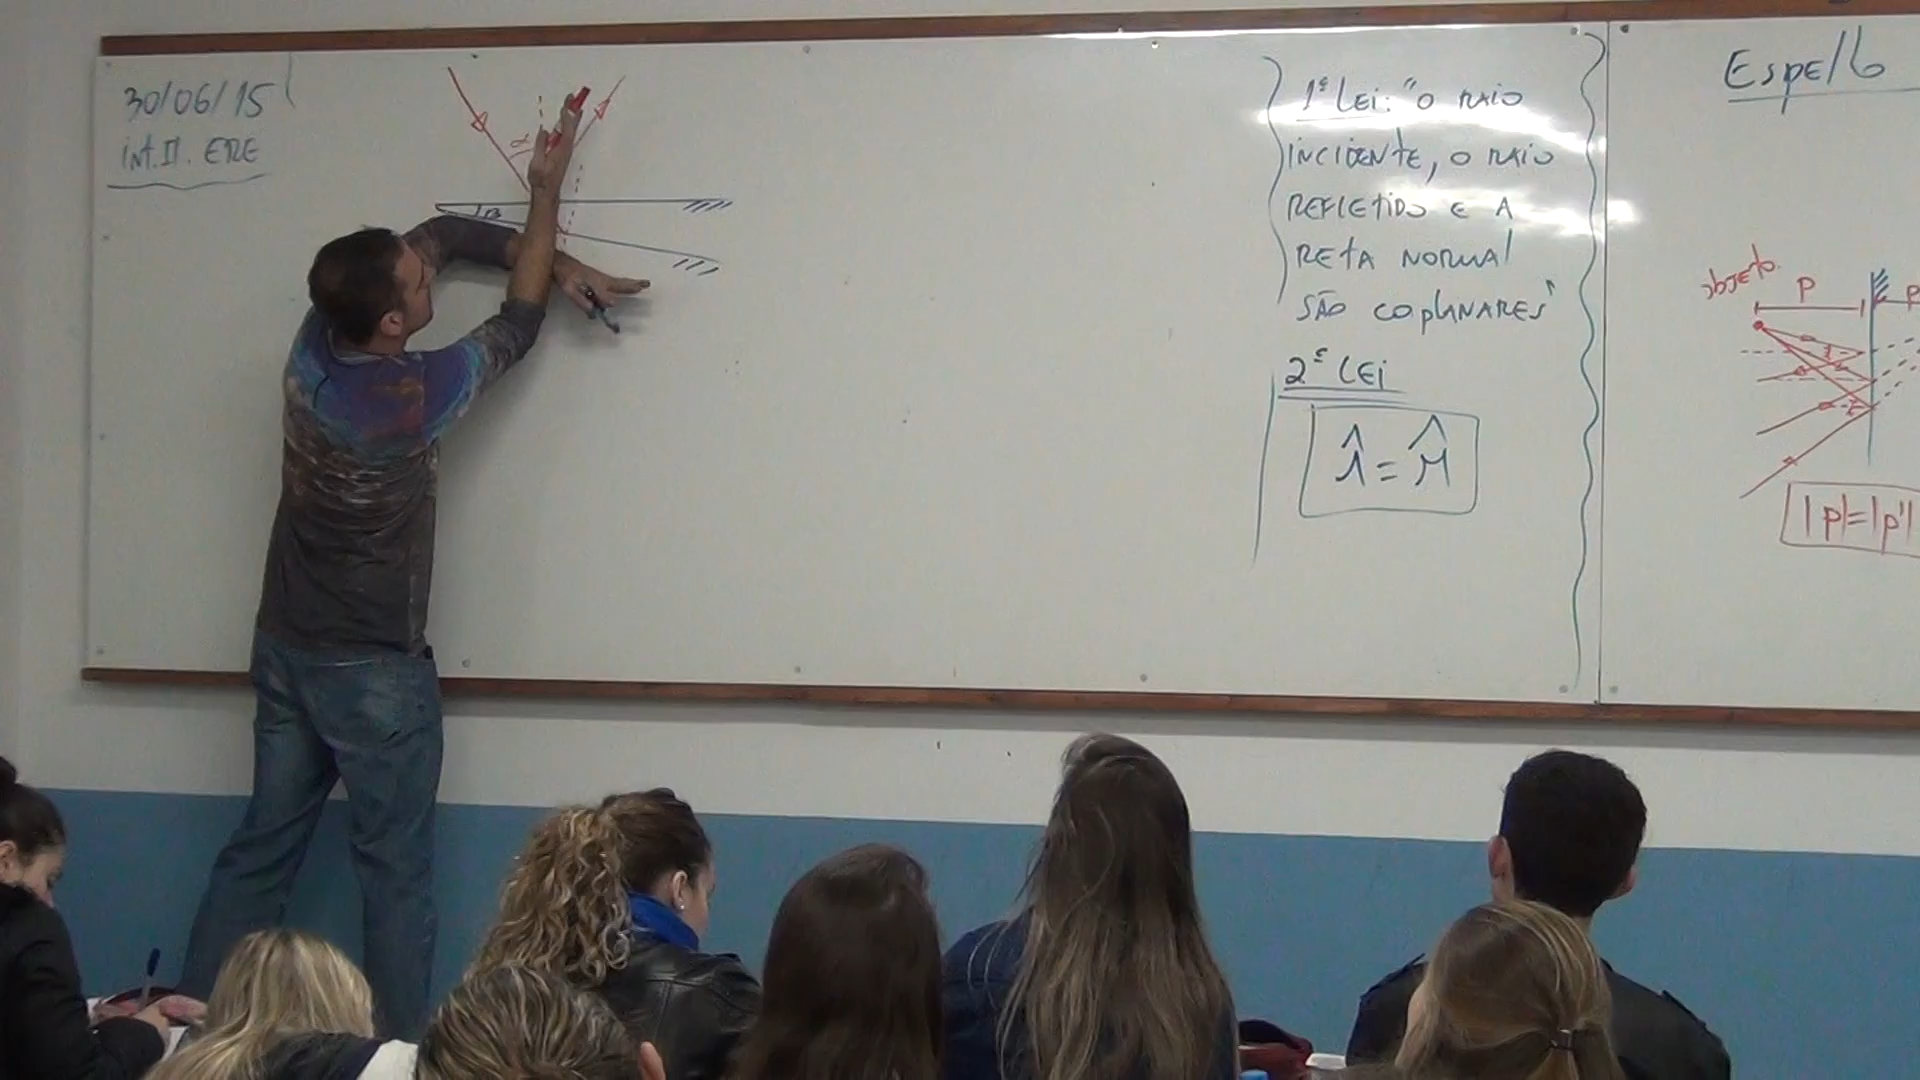 30/06/15
int. II. ERE
α
β
1ª Lei: "O RAIO
INCIDENTE, O RAIO
REFLETIDO E A
RETA NORMAL
SÃO COPLANARES"
2ª LEI
î = r̂
Espelho
objeto
P
P
|p|=|p'|